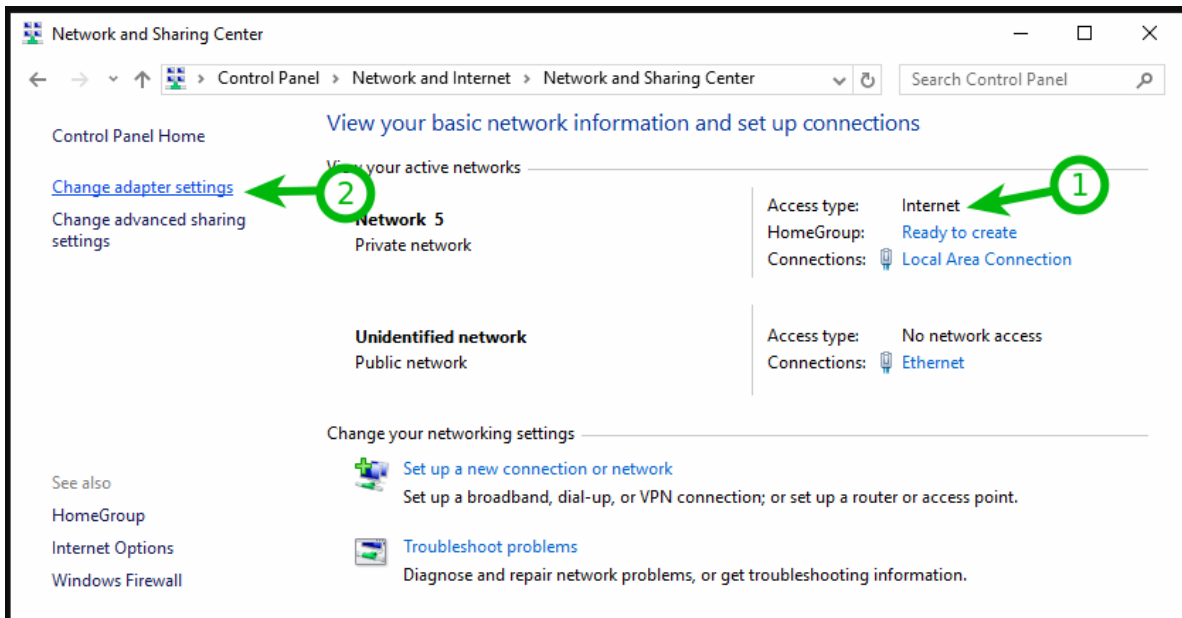 Network and Sharing Center
Control Panel > Network and Internet > Network and Sharing Center
Search Control Panel
Control Panel Home
Change adapter settings
Change advanced sharing
settings
View your basic network information and set up connections
View your active networks
2
Network 5
Private network
1
Access type: Internet
HomeGroup: Ready to create
Connections: Local Area Connection
Unidentified network
Public network
Access type: No network access
Connections: Ethernet
Change your networking settings
Set up a new connection or network
Set up a broadband, dial-up, or VPN connection; or set up a router or access point.
Troubleshoot problems
Diagnose and repair network problems, or get troubleshooting information.
See also
HomeGroup
Internet Options
Windows Firewall